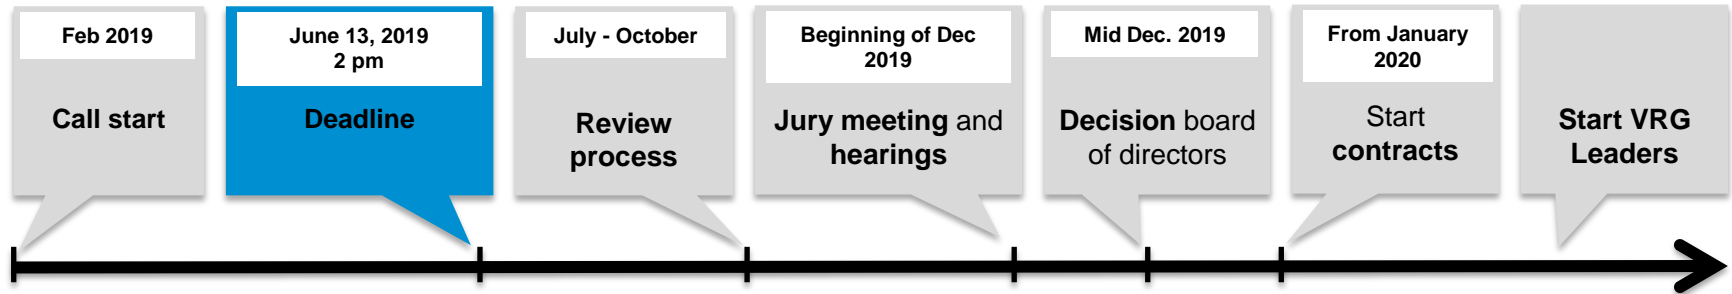 Feb 2019
Call start
June 13, 2019
2 pm
Deadline
July - October
Review
process
Beginning of Dec
2019
Jury meeting and
hearings
Mid Dec. 2019
Decision board
of directors
From January
2020
Start
contracts
Start VRG
Leaders